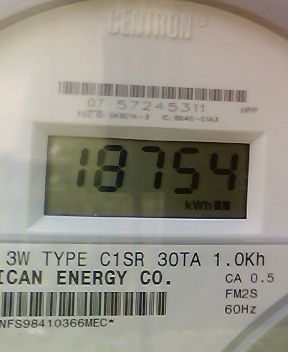 CENTRON
07 57245311 HPP
18754
kWh
3W TYPE C1SR 30TA 1.0Kh
ICAN ENERGY CO. CA 0.5
FM2S
NFS98410366MEC* 60Hz